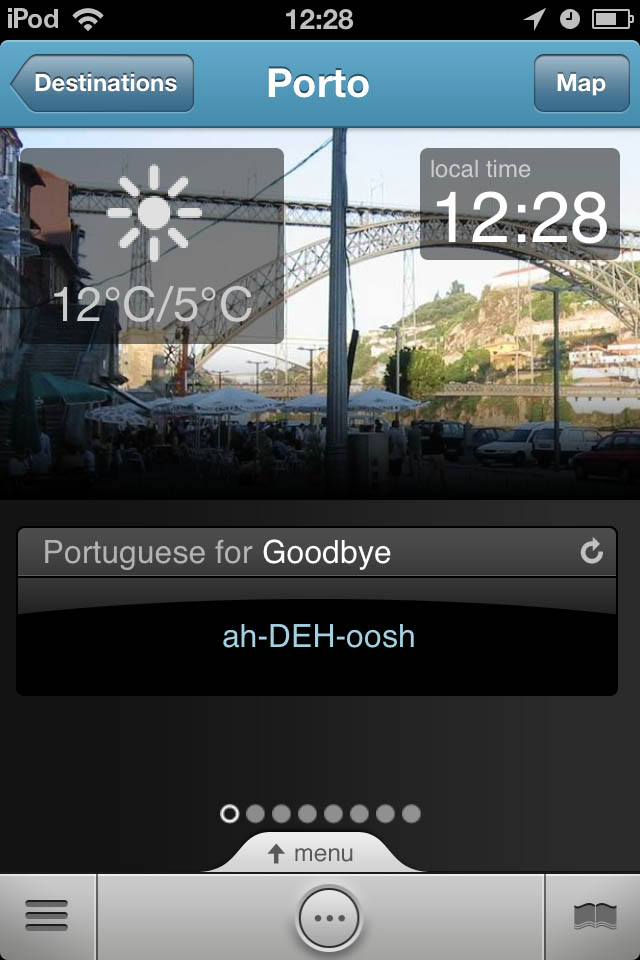 iPod 12:28
Destinations Porto Map
local time
12:28
12°C/5°C
Portuguese for Goodbye
ah-DEH-oosh
menu